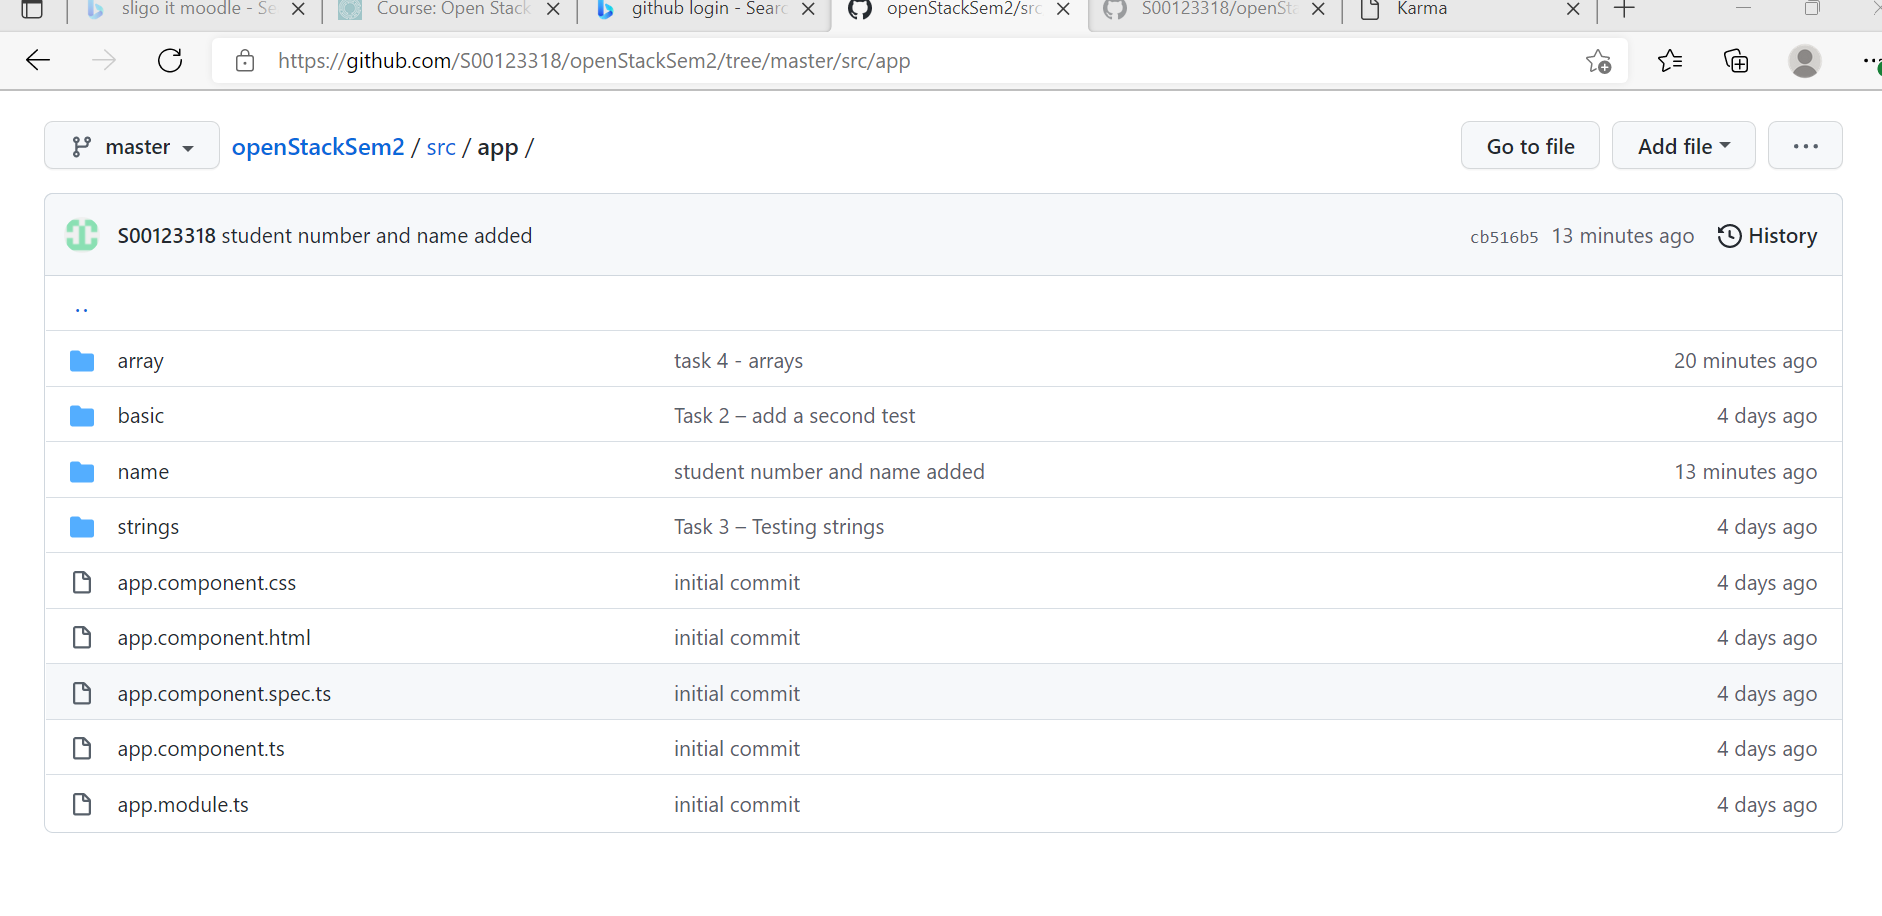 sligo it moodle - Se
Course: Open Stack
github login - Searc
openStackSem2/src
S00123318/openSta
Karma
https://github.com/S00123318/openStackSem2/tree/master/src/app
master openStackSem2 / src / app / Go to file Add file ...
S00123318 student number and name added cb516b5 13 minutes ago History
..
array task 4 - arrays 20 minutes ago
basic Task 2 – add a second test 4 days ago
name student number and name added 13 minutes ago
strings Task 3 – Testing strings 4 days ago
app.component.css initial commit 4 days ago
app.component.html initial commit 4 days ago
app.component.spec.ts initial commit 4 days ago
app.component.ts initial commit 4 days ago
app.module.ts initial commit 4 days ago